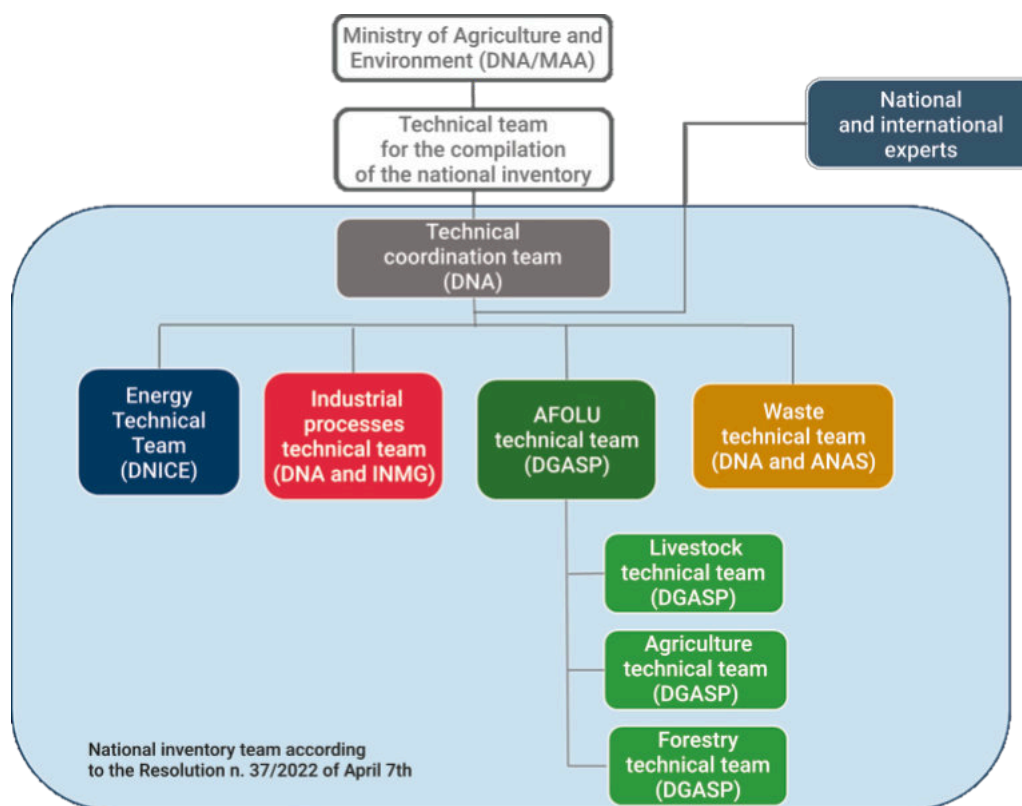 Ministry of Agriculture and
Environment (DNA/MAA)
National
and international
experts
Technical team
for the compilation
of the national inventory
Technical
coordination team
(DNA)
Energy
Technical
Team
(DNICE)
Industrial
processes
technical team
(DNA and INMG)
AFOLU
technical team
(DGASP)
Waste
technical team
(DNA and ANAS)
Livestock
technical team
(DGASP)
Agriculture
technical team
(DGASP)
Forestry
technical team
(DGASP)
National inventory team according
to the Resolution n. 37/2022 of April 7th